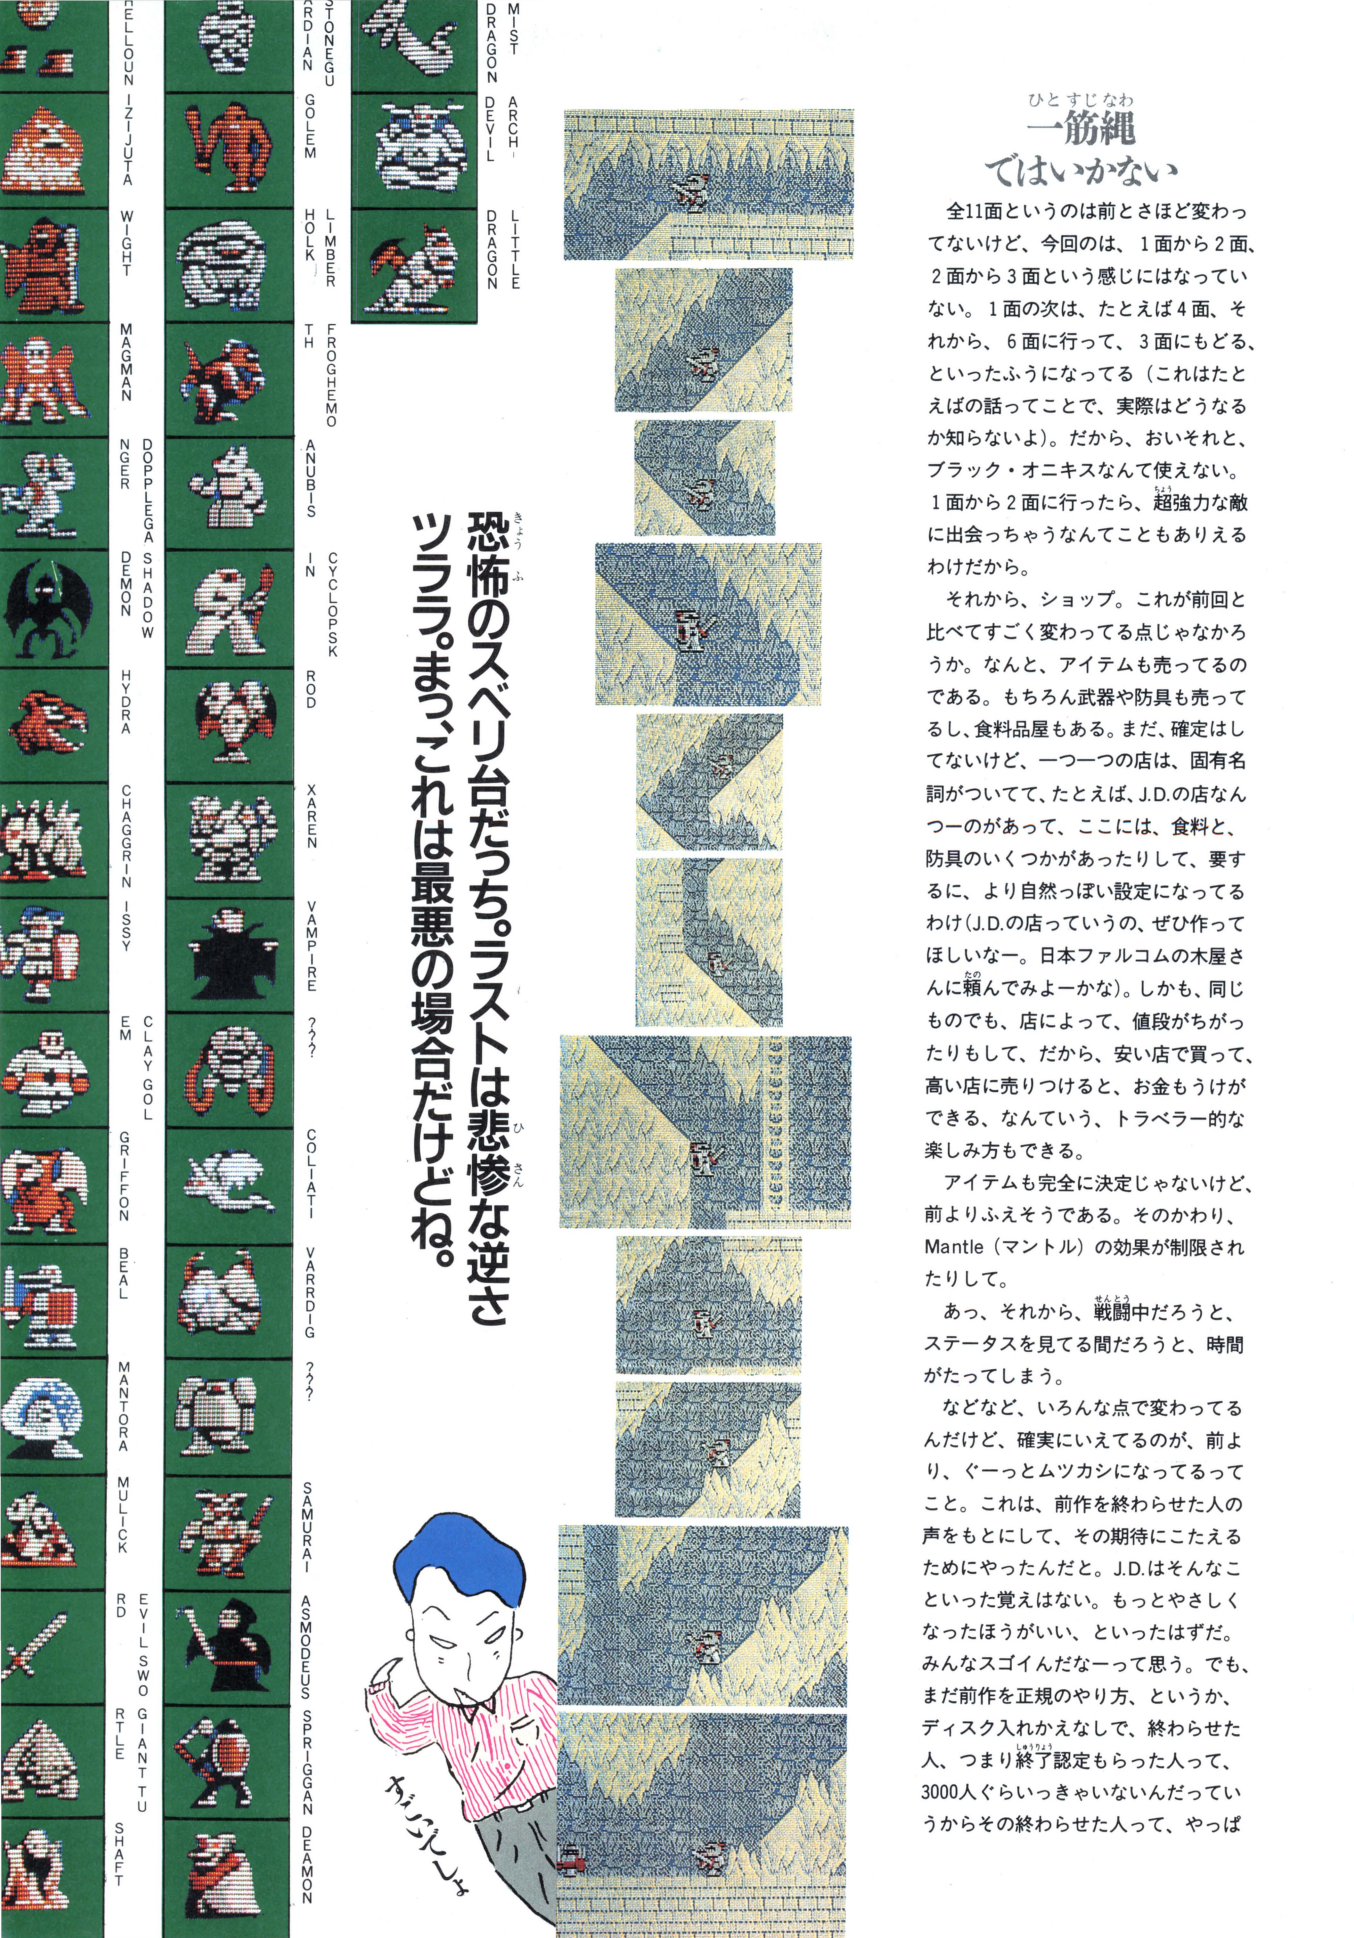 一筋縄
ではいかない
全11面というのは前とさほど変わっ
てないけど、今回のは、1面から2面、
2面から3面という感じにはなってい
ない。1面の次は、たとえば4面、そ
れから、6面に行って、3面にもどる、
といったふうになってる（これはたと
えばの話ってことで、実際はどうなる
か知らないよ）。だから、おいそれと、
ブラック・オニキスなんて使えない。
1面から2面に行ったら、超強力な敵
に出会っちゃうなんてこともありえる
わけだから。
それから、ショップ。これが前回と
比べてすごく変わってる点じゃなかろ
うか。なんと、アイテムも売ってるの
である。もちろん武器や防具も売って
るし、食料品屋もある。まだ、確定はし
てないけど、一つ一つの店は、固有名
詞がついてて、たとえば、J.D.の店なん
つーのがあって、ここには、食料と、
防具のいくつかがあったりして、要す
るに、より自然っぽい設定になってる
わけ（J.D.の店っていうの、ぜひ作って
ほしいなー。日本ファルコムの木屋さ
んに頼んでみよーかな）。しかも、同じ
ものでも、店によって、値段がちがっ
たりもして、だから、安い店で買って、
高い店に売りつけると、お金もうけが
できる、なんていう、トラベラー的な
楽しみ方もできる。
アイテムも完全に決定じゃないけど、
前よりふえそうである。そのかわり、
Mantle（マントル）の効果が制限され
たりして。
あっ、それから、戦闘中だろうと、
ステータスを見てる間だろうと、時間
がたってしまう。
などなど、いろんな点で変わってる
んだけど、確実にいえてるのが、前よ
り、ぐーっとムツカシになってるって
こと。これは、前作を終わらせた人の
声をもとにして、その期待にこたえる
ためにやったんだと。J.D.はそんなこ
といった覚えはない。もっとやさしく
なったほうがいい、といったはずだ。
みんなスゴイんだなーって思う。でも、
まだ前作を正規のやり方、というか、
ディスク入れかえなしで、終わらせた
人、つまり終了認定もらった人って、
3000人ぐらいっきゃいないんだってい
うからその終わらせた人って、やっぱ
恐怖のスベリ台だっち。ラストは悲惨な逆さ
ツララ。まっ、これは最悪の場合だけどね。
すごいでしょ
MIST
DRAGON
ARCH
DEVIL
LITTLE
DRAGON
STONEGU
ARDIAN
GOLEM
LIMBER
HOLK
FROGHEMO
TH
ANUBIS
CYCLOPSK
IN
ROD
XAREN
VAMPIRE
???
COLIATI
VARRDIG
???
SAMURAI
ASMODEUS
SPRIGGAN
DEAMON
HELLOUN
IZIJUTA
WIGHT
MAGMAN
DOPPLEGA
NGER
SHADOW
DEMON
HYDRA
CHAGGRIN
ISSY
CLAY GOL
EM
GRIFFON
BEAL
MANTORA
MULICK
EVIL SWO
RD
GIANT TU
RTLE
SHAFT